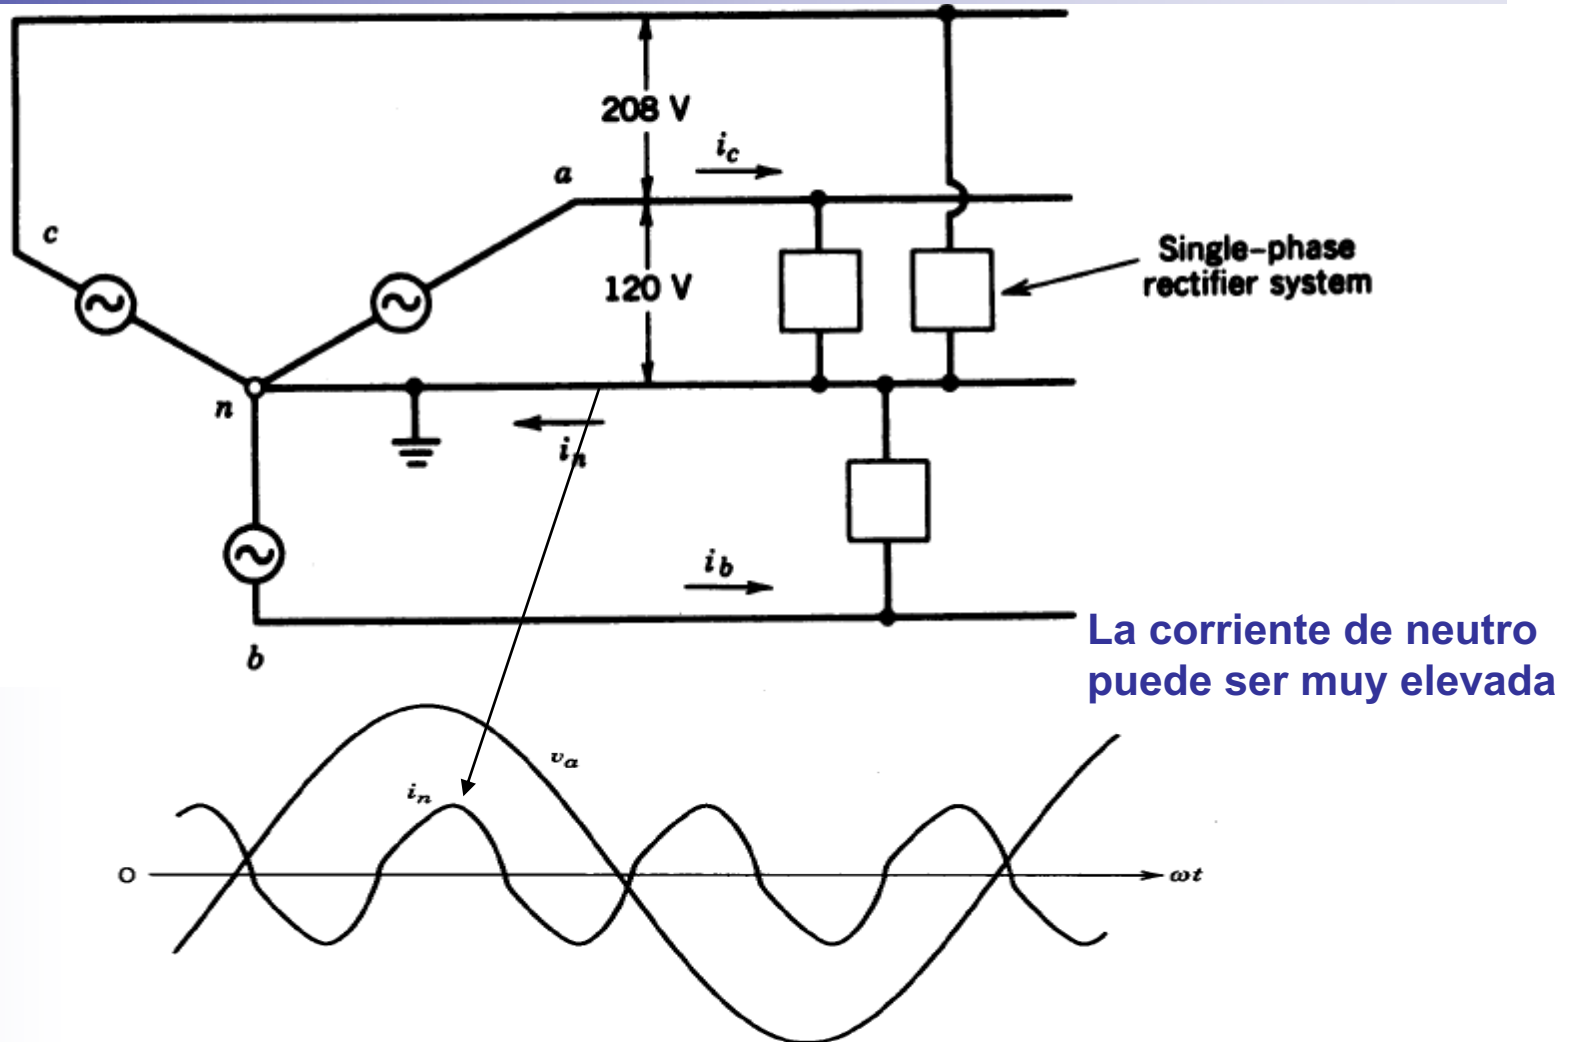 208 V
i_c
a
c
120 V
Single-phase
rectifier system
n
i_n
i_b
b
La corriente de neutro
puede ser muy elevada
v_a
i_n
O
ωt